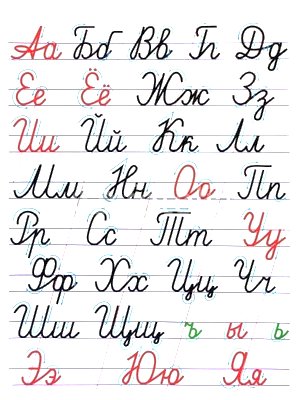 Аа Бб Вв Гг Дд
Ее Ёё Жж Зз
Ии Йй Кк Лл
Мм Нн Оо Пп
Рр Сс Тт Уу
Фф Хх Цц Чч
Шш Щщ ъ ы ь
Ээ Юю Яя